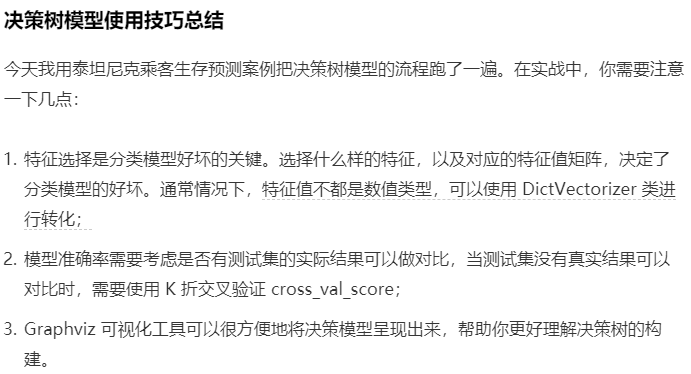 决策树模型使用技巧总结
今天我用泰坦尼克乘客生存预测案例把决策树模型的流程跑了一遍。在实战中，你需要注意
一下几点：
1. 特征选择是分类模型好坏的关键。选择什么样的特征，以及对应的特征值矩阵，决定了
分类模型的好坏。通常情况下，特征值不都是数值类型，可以使用 DictVectorizer 类进
行转化；
2. 模型准确率需要考虑是否有测试集的实际结果可以做对比，当测试集没有真实结果可以
对比时，需要使用 K 折交叉验证 cross_val_score；
3. Graphviz 可视化工具可以很方便地将决策模型呈现出来，帮助你更好理解决策树的构
建。